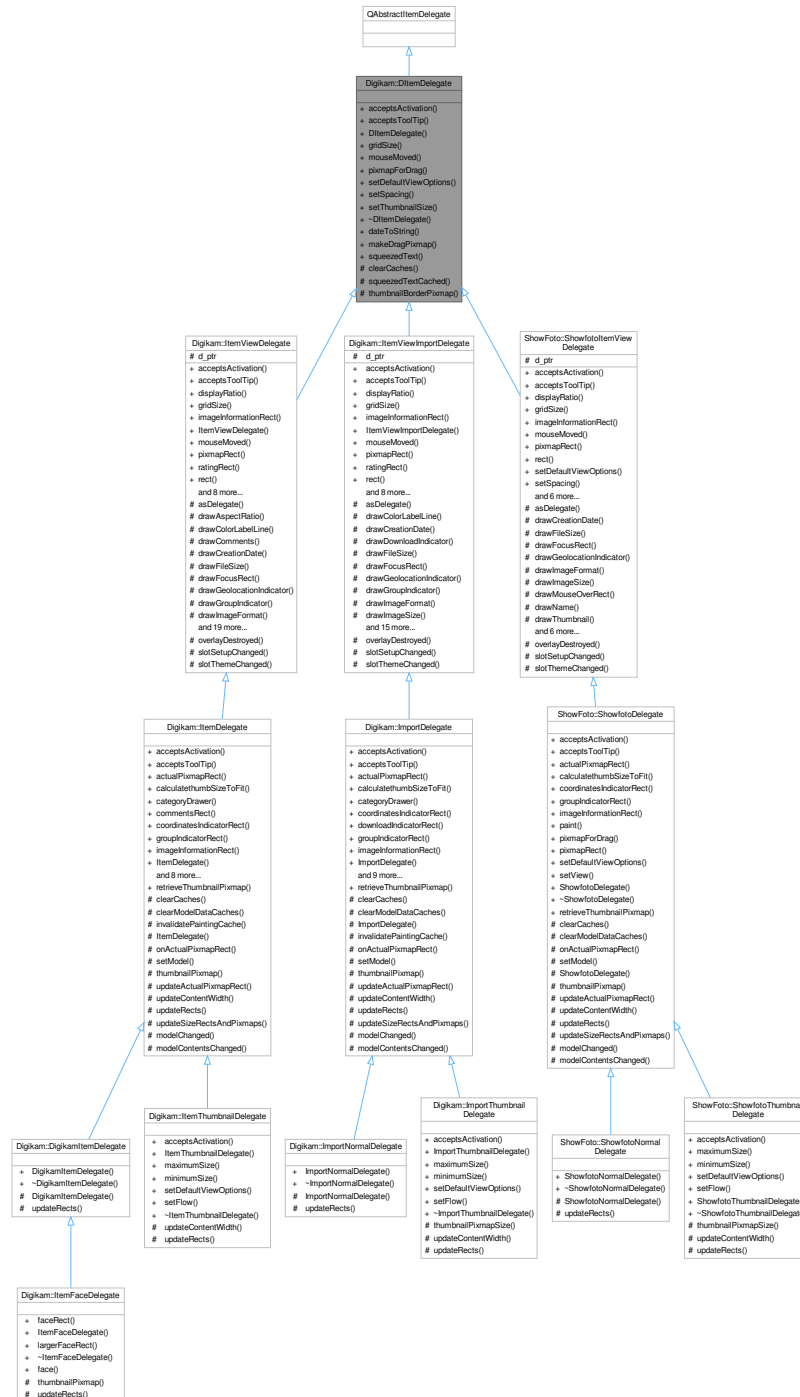 QAbstractItemDelegate
Digikam::DItemDelegate
+ acceptsActivation()
+ acceptsToolTip()
+ DItemDelegate()
+ gridSize()
+ mouseMoved()
+ pixmapForDrag()
+ setDefaultViewOptions()
+ setSpacing()
+ setThumbnailSize()
+ ~DItemDelegate()
+ dateToString()
+ makeDragPixmap()
+ squeezedText()
# clearCaches()
# squeezedTextCached()
# thumbnailBorderPixmap()
Digikam::ItemViewDelegate
# d_ptr
+ acceptsActivation()
+ acceptsToolTip()
+ displayRatio()
+ gridSize()
+ imageInformationRect()
+ ItemViewDelegate()
+ mouseMoved()
+ pixmapRect()
+ ratingRect()
+ rect()
and 8 more...
# asDelegate()
# drawAspectRatio()
# drawColorLabelLine()
# drawComments()
# drawCreationDate()
# drawFileSize()
# drawFocusRect()
# drawGeolocationIndicator()
# drawGroupIndicator()
# drawImageFormat()
and 19 more...
# overlayDestroyed()
# slotSetupChanged()
# slotThemeChanged()
Digikam::ItemViewImportDelegate
# d_ptr
+ acceptsActivation()
+ acceptsToolTip()
+ displayRatio()
+ gridSize()
+ imageInformationRect()
+ ItemViewImportDelegate()
+ mouseMoved()
+ pixmapRect()
+ ratingRect()
+ rect()
and 8 more...
# asDelegate()
# drawColorLabelLine()
# drawCreationDate()
# drawDownloadIndicator()
# drawFileSize()
# drawFocusRect()
# drawGeolocationIndicator()
# drawGroupIndicator()
# drawImageFormat()
# drawImageSize()
and 15 more...
# overlayDestroyed()
# slotSetupChanged()
# slotThemeChanged()
ShowFoto::ShowfotoItemView
Delegate
# d_ptr
+ acceptsActivation()
+ acceptsToolTip()
+ displayRatio()
+ gridSize()
+ imageInformationRect()
+ mouseMoved()
+ pixmapRect()
+ rect()
+ setDefaultViewOptions()
+ setSpacing()
and 6 more...
# asDelegate()
# drawCreationDate()
# drawFileSize()
# drawFocusRect()
# drawGeolocationIndicator()
# drawImageFormat()
# drawImageSize()
# drawMouseOverRect()
# drawName()
# drawThumbnail()
and 6 more...
# overlayDestroyed()
# slotSetupChanged()
# slotThemeChanged()
Digikam::ItemDelegate
+ acceptsActivation()
+ acceptsToolTip()
+ actualPixmapRect()
+ calculatethumbSizeToFit()
+ categoryDrawer()
+ commentsRect()
+ coordinatesIndicatorRect()
+ groupIndicatorRect()
+ imageInformationRect()
+ ItemDelegate()
and 8 more...
+ retrieveThumbnailPixmap()
# clearCaches()
# clearModelDataCaches()
# invalidatePaintingCache()
# ItemDelegate()
# onActualPixmapRect()
# setModel()
# thumbnailPixmap()
# updateActualPixmapRect()
# updateContentWidth()
# updateRects()
# updateSizeRectsAndPixmaps()
# modelChanged()
# modelContentsChanged()
Digikam::ImportDelegate
+ acceptsActivation()
+ acceptsToolTip()
+ actualPixmapRect()
+ calculatethumbSizeToFit()
+ categoryDrawer()
+ coordinatesIndicatorRect()
+ downloadIndicatorRect()
+ groupIndicatorRect()
+ imageInformationRect()
+ ImportDelegate()
and 9 more...
+ retrieveThumbnailPixmap()
# clearCaches()
# clearModelDataCaches()
# ImportDelegate()
# invalidatePaintingCache()
# onActualPixmapRect()
# setModel()
# thumbnailPixmap()
# updateActualPixmapRect()
# updateContentWidth()
# updateRects()
# updateSizeRectsAndPixmaps()
# modelChanged()
# modelContentsChanged()
ShowFoto::ShowfotoDelegate
+ acceptsActivation()
+ acceptsToolTip()
+ actualPixmapRect()
+ calculatethumbSizeToFit()
+ coordinatesIndicatorRect()
+ groupIndicatorRect()
+ imageInformationRect()
+ paint()
+ pixmapForDrag()
+ pixmapRect()
+ setDefaultViewOptions()
+ setView()
+ ShowfotoDelegate()
+ ~ShowfotoDelegate()
+ retrieveThumbnailPixmap()
# clearCaches()
# clearModelDataCaches()
# onActualPixmapRect()
# setModel()
# ShowfotoDelegate()
# thumbnailPixmap()
# updateActualPixmapRect()
# updateContentWidth()
# updateRects()
# updateSizeRectsAndPixmaps()
# modelChanged()
# modelContentsChanged()
Digikam::DigikamItemDelegate
+ DigikamItemDelegate()
+ ~DigikamItemDelegate()
# DigikamItemDelegate()
# updateRects()
Digikam::ItemThumbnailDelegate
+ acceptsActivation()
+ ItemThumbnailDelegate()
+ maximumSize()
+ minimumSize()
+ setDefaultViewOptions()
+ setFlow()
+ ~ItemThumbnailDelegate()
# updateContentWidth()
# updateRects()
Digikam::ImportNormalDelegate
+ ImportNormalDelegate()
+ ~ImportNormalDelegate()
# ImportNormalDelegate()
# updateRects()
Digikam::ImportThumbnail
Delegate
+ acceptsActivation()
+ ImportThumbnailDelegate()
+ maximumSize()
+ minimumSize()
+ setDefaultViewOptions()
+ setFlow()
+ ~ImportThumbnailDelegate()
# thumbnailPixmapSize()
# updateContentWidth()
# updateRects()
ShowFoto::ShowfotoNormal
Delegate
+ ShowfotoNormalDelegate()
+ ~ShowfotoNormalDelegate()
# ShowfotoNormalDelegate()
# updateRects()
ShowFoto::ShowfotoThumbna
Delegate
+ acceptsActivation()
+ maximumSize()
+ minimumSize()
+ setDefaultViewOptions()
+ setFlow()
+ ShowfotoThumbnailDelegate
+ ~ShowfotoThumbnailDelegat
# thumbnailPixmapSize()
# updateContentWidth()
# updateRects()
Digikam::ItemFaceDelegate
+ faceRect()
+ ItemFaceDelegate()
+ largerFaceRect()
+ ~ItemFaceDelegate()
+ face()
# thumbnailPixmap()
# updateRects()